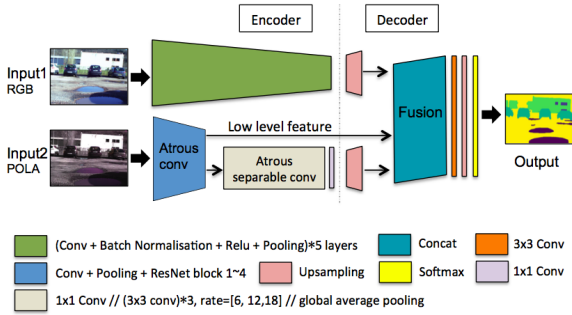 Encoder
Decoder
Input1
RGB
Input2
POLA
Low level feature
Atrous
conv
Atrous
separable conv
Fusion
Output
(Conv + Batch Normalisation + Relu + Pooling)*5 layers
Concat
3x3 Conv
Conv + Pooling + ResNet block 1~4
Upsampling
Softmax
1x1 Conv
1x1 Conv // (3x3 conv)*3, rate=[6, 12,18] // global average pooling